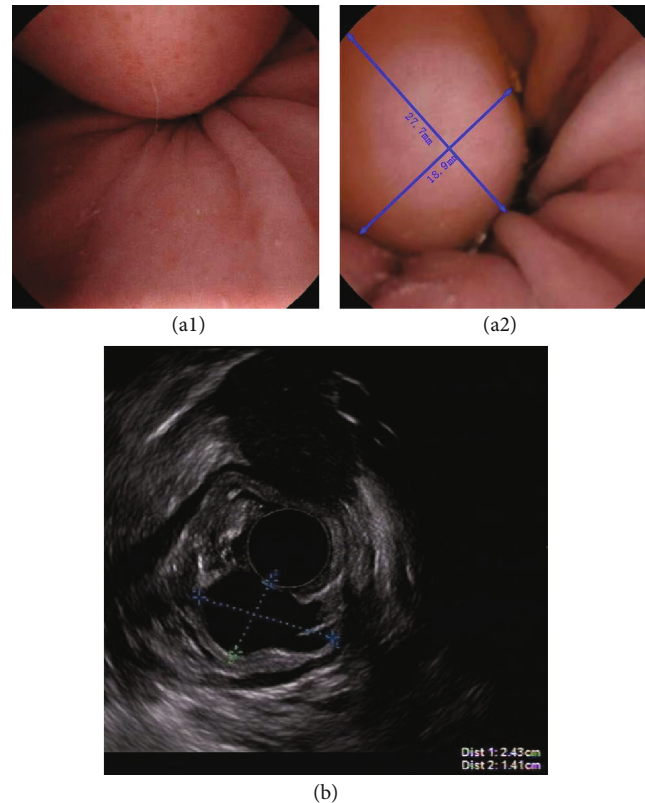 27.7mm
18.9mm
(a1)
(a2)
Dist 1: 2.43cm
Dist 2: 1.41cm
(b)